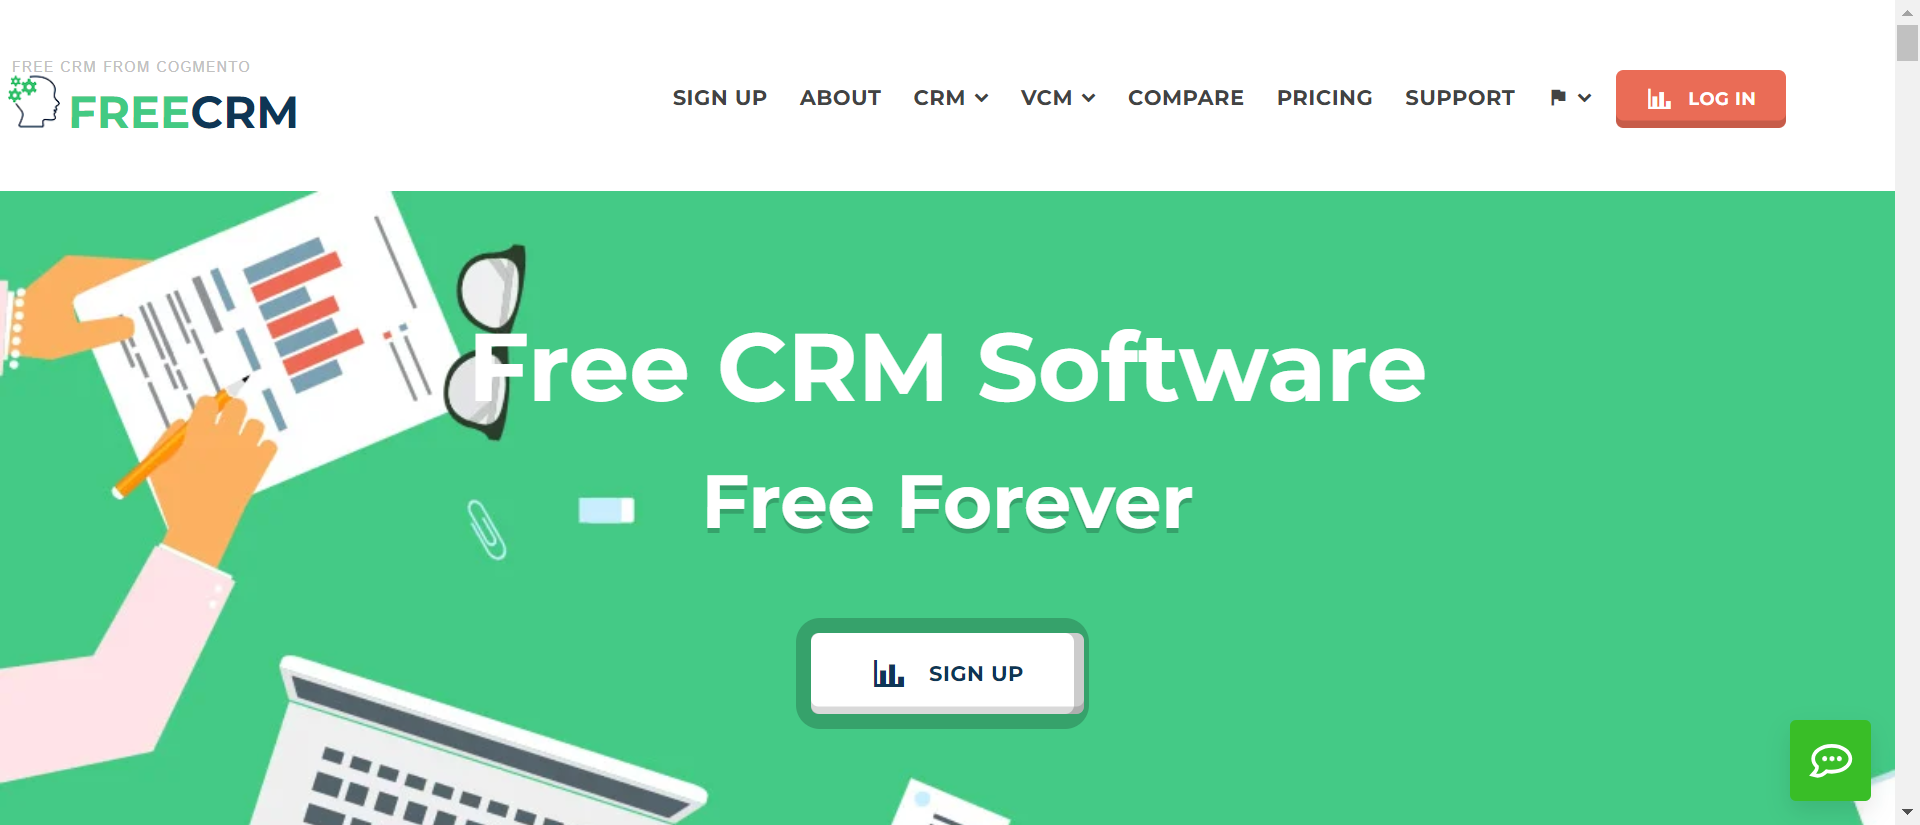 FREE CRM FROM COGMENTO
FREECRM
SIGN UP ABOUT CRM VCM COMPARE PRICING SUPPORT LOG IN
Free CRM Software
Free Forever
SIGN UP